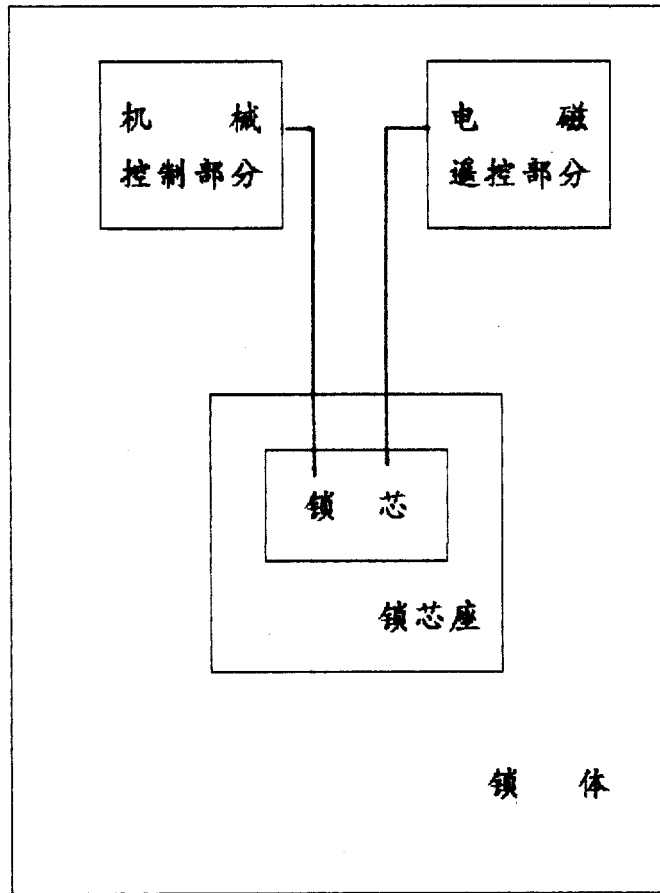 机 械
控制部分
电 磁
遥控部分
锁 芯
锁芯座
锁 体